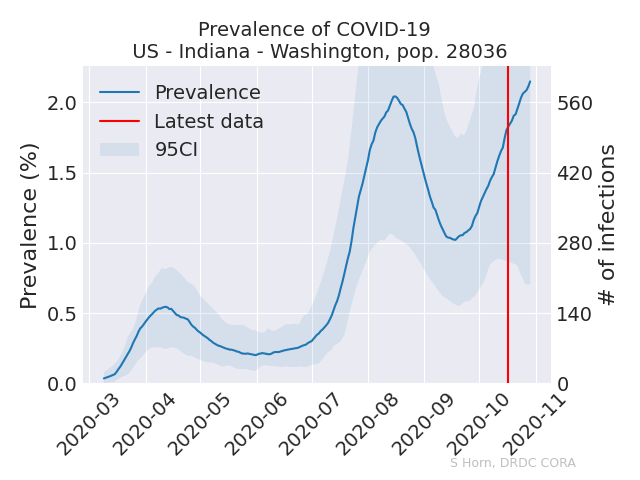 Prevalence of COVID-19
US - Indiana - Washington, pop. 28036
Prevalence
Latest data
95CI
Prevalence (%)
2.0
1.5
1.0
0.5
0.0
560
420
280
140
0
# of infections
2020-03
2020-04
2020-05
2020-06
2020-07
2020-08
2020-09
2020-10
2020-11
S Horn, DRDC CORA